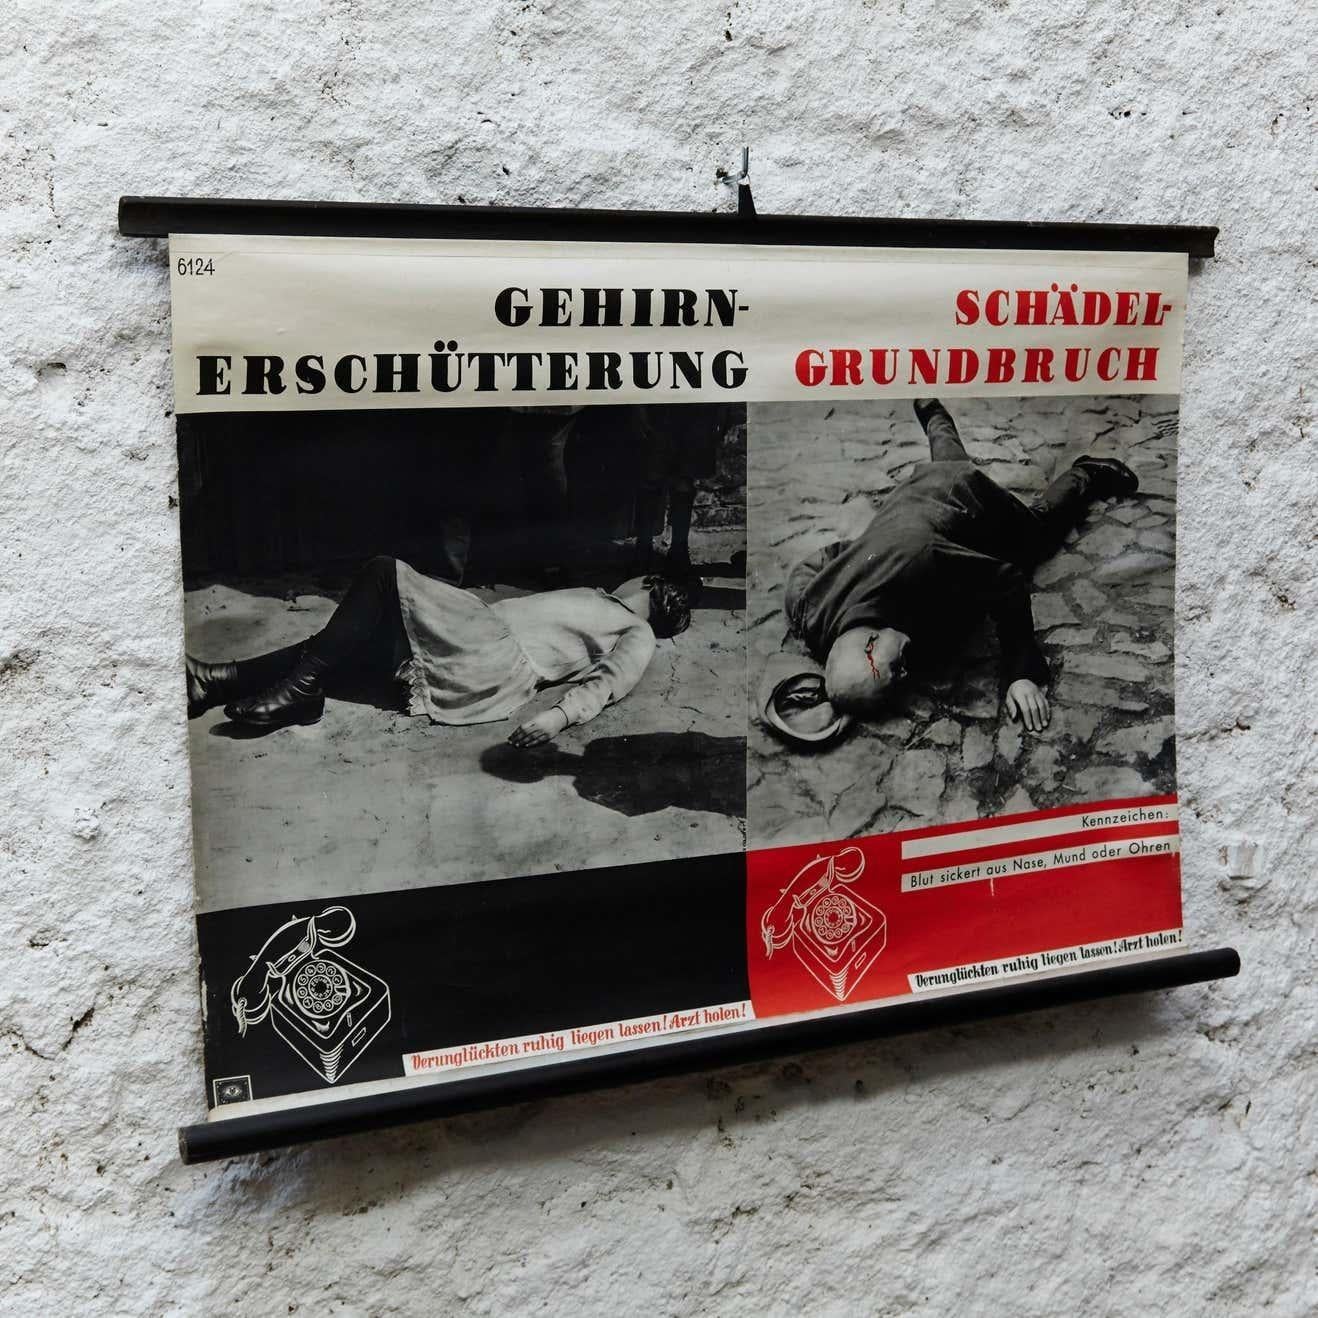 6124
GEHIRN-
ERSCHÜTTERUNG
SCHÄDEL-
GRUNDBRUCH
Kennzeichen:
Blut sickert aus Nase, Mund oder Ohren
Verunglückten ruhig liegen lassen! Arzt holen!
Verunglückten ruhig liegen lassen! Arzt holen!